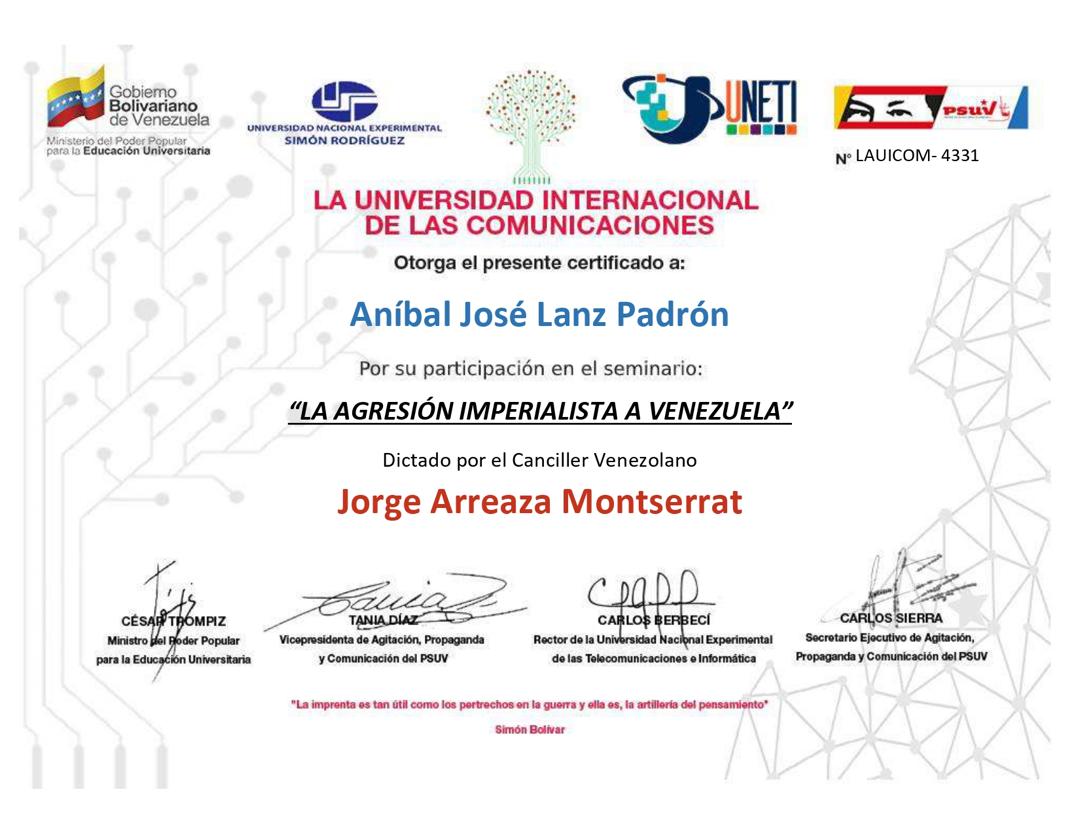 Gobierno
Bolivariano
de Venezuela
Ministerio del Poder Popular
para la Educación Universitaria
UNIVERSIDAD NACIONAL EXPERIMENTAL
SIMÓN RODRÍGUEZ
UNETI
PSUV
Nº LAUICOM- 4331
LA UNIVERSIDAD INTERNACIONAL
DE LAS COMUNICACIONES
Otorga el presente certificado a:
Aníbal José Lanz Padrón
Por su participación en el seminario:
“LA AGRESIÓN IMPERIALISTA A VENEZUELA”
Dictado por el Canciller Venezolano
Jorge Arreaza Montserrat
CÉSAR TROMPIZ
Ministro del Poder Popular
para la Educación Universitaria
TANIA DÍAZ
Vicepresidenta de Agitación, Propaganda
y Comunicación del PSUV
CARLOS BERBECÍ
Rector de la Universidad Nacional Experimental
de las Telecomunicaciones e Informática
CARLOS SIERRA
Secretario Ejecutivo de Agitación,
Propaganda y Comunicación del PSUV
"La imprenta es tan útil como los pertrechos en la guerra y ella es, la artillería del pensamiento"
Simón Bolívar